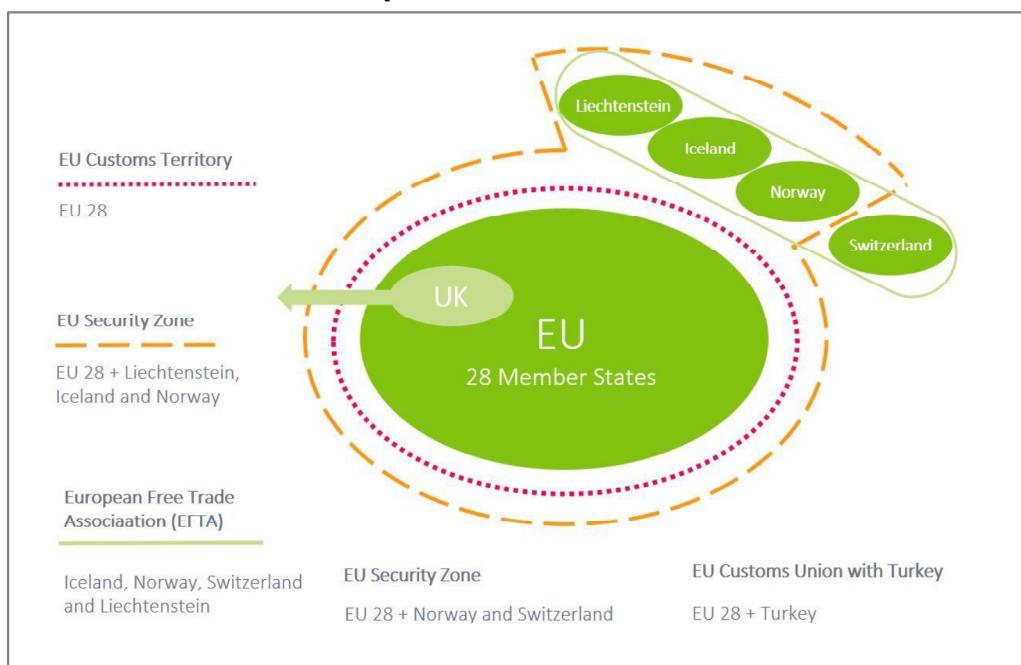 Liechtenstein
Iceland
Norway
Switzerland
EU Customs Territory
EU 28
UK
EU
28 Member States
EU Security Zone
EU 28 + Liechtenstein,
Iceland and Norway
European Free Trade
Associaation (EFTA)
Iceland, Norway, Switzerland
and Liechtenstein
EU Security Zone
EU 28 + Norway and Switzerland
EU Customs Union with Turkey
EU 28 + Turkey